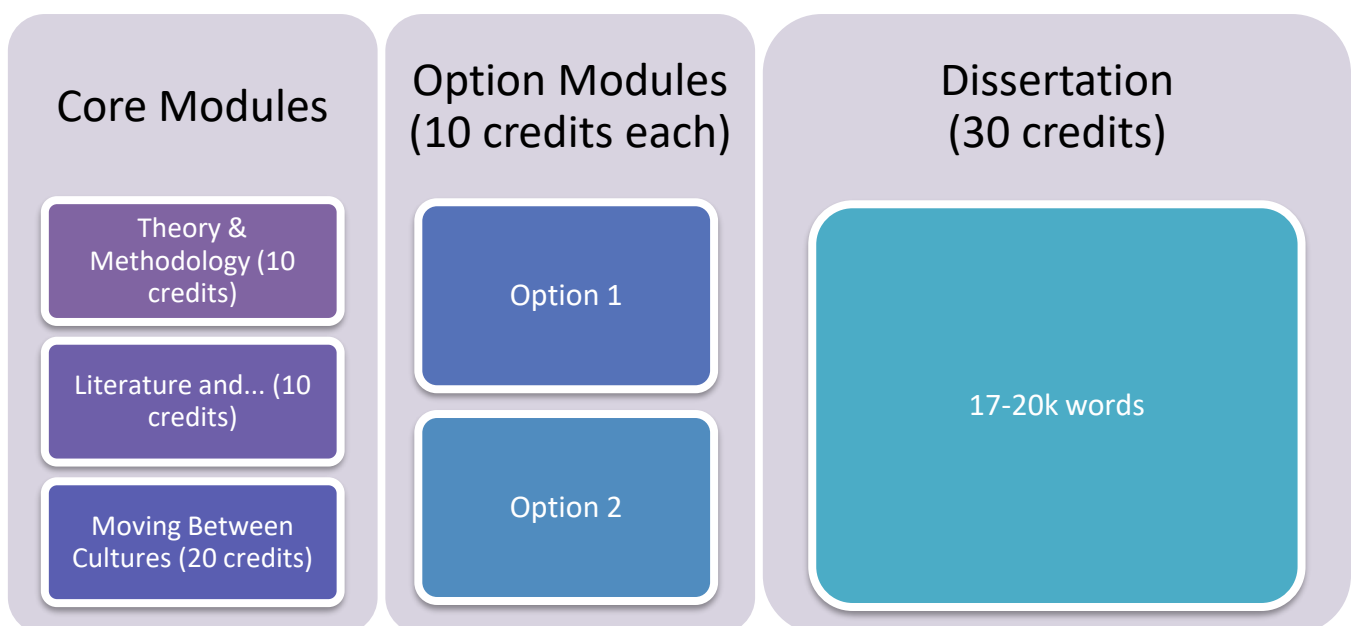 Core Modules
Theory &
Methodology (10
credits)
Literature and... (10
credits)
Moving Between
Cultures (20 credits)
Option Modules
(10 credits each)
Option 1
Option 2
Dissertation
(30 credits)
17-20k words